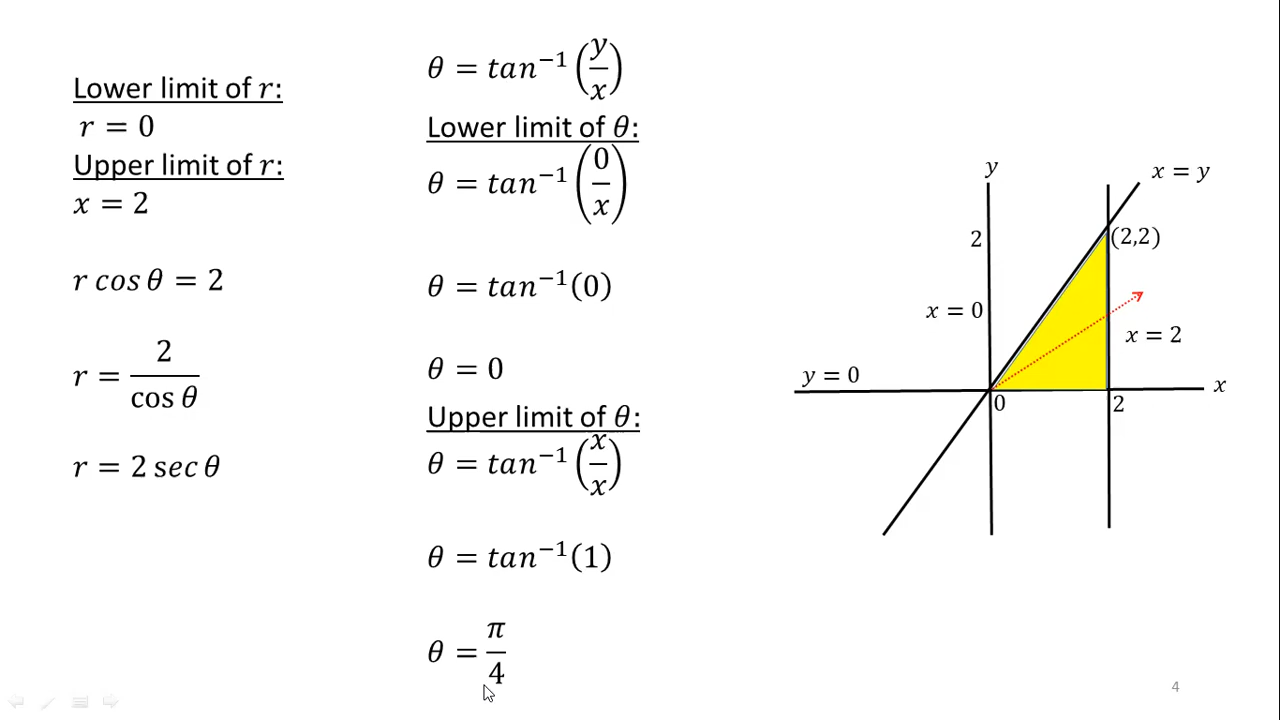 Lower limit of 𝑟:
𝑟 = 0
Upper limit of 𝑟:
𝑥 = 2
𝑟 𝑐𝑜𝑠 𝜃 = 2
𝑟 = 2/cos 𝜃
𝑟 = 2 𝑠𝑒𝑐 𝜃
𝜃 = 𝑡𝑎𝑛⁻¹(𝑦/𝑥)
Lower limit of 𝜃:
𝜃 = 𝑡𝑎𝑛⁻¹(0/𝑥)
𝜃 = 𝑡𝑎𝑛⁻¹(0)
𝜃 = 0
Upper limit of 𝜃:
𝜃 = 𝑡𝑎𝑛⁻¹(𝑥/𝑥)
𝜃 = 𝑡𝑎𝑛⁻¹(1)
𝜃 = 𝜋/4
𝑦
𝑥 = 𝑦
2
(2,2)
𝑥 = 0
𝑥 = 2
𝑦 = 0
𝑥
0
2
4